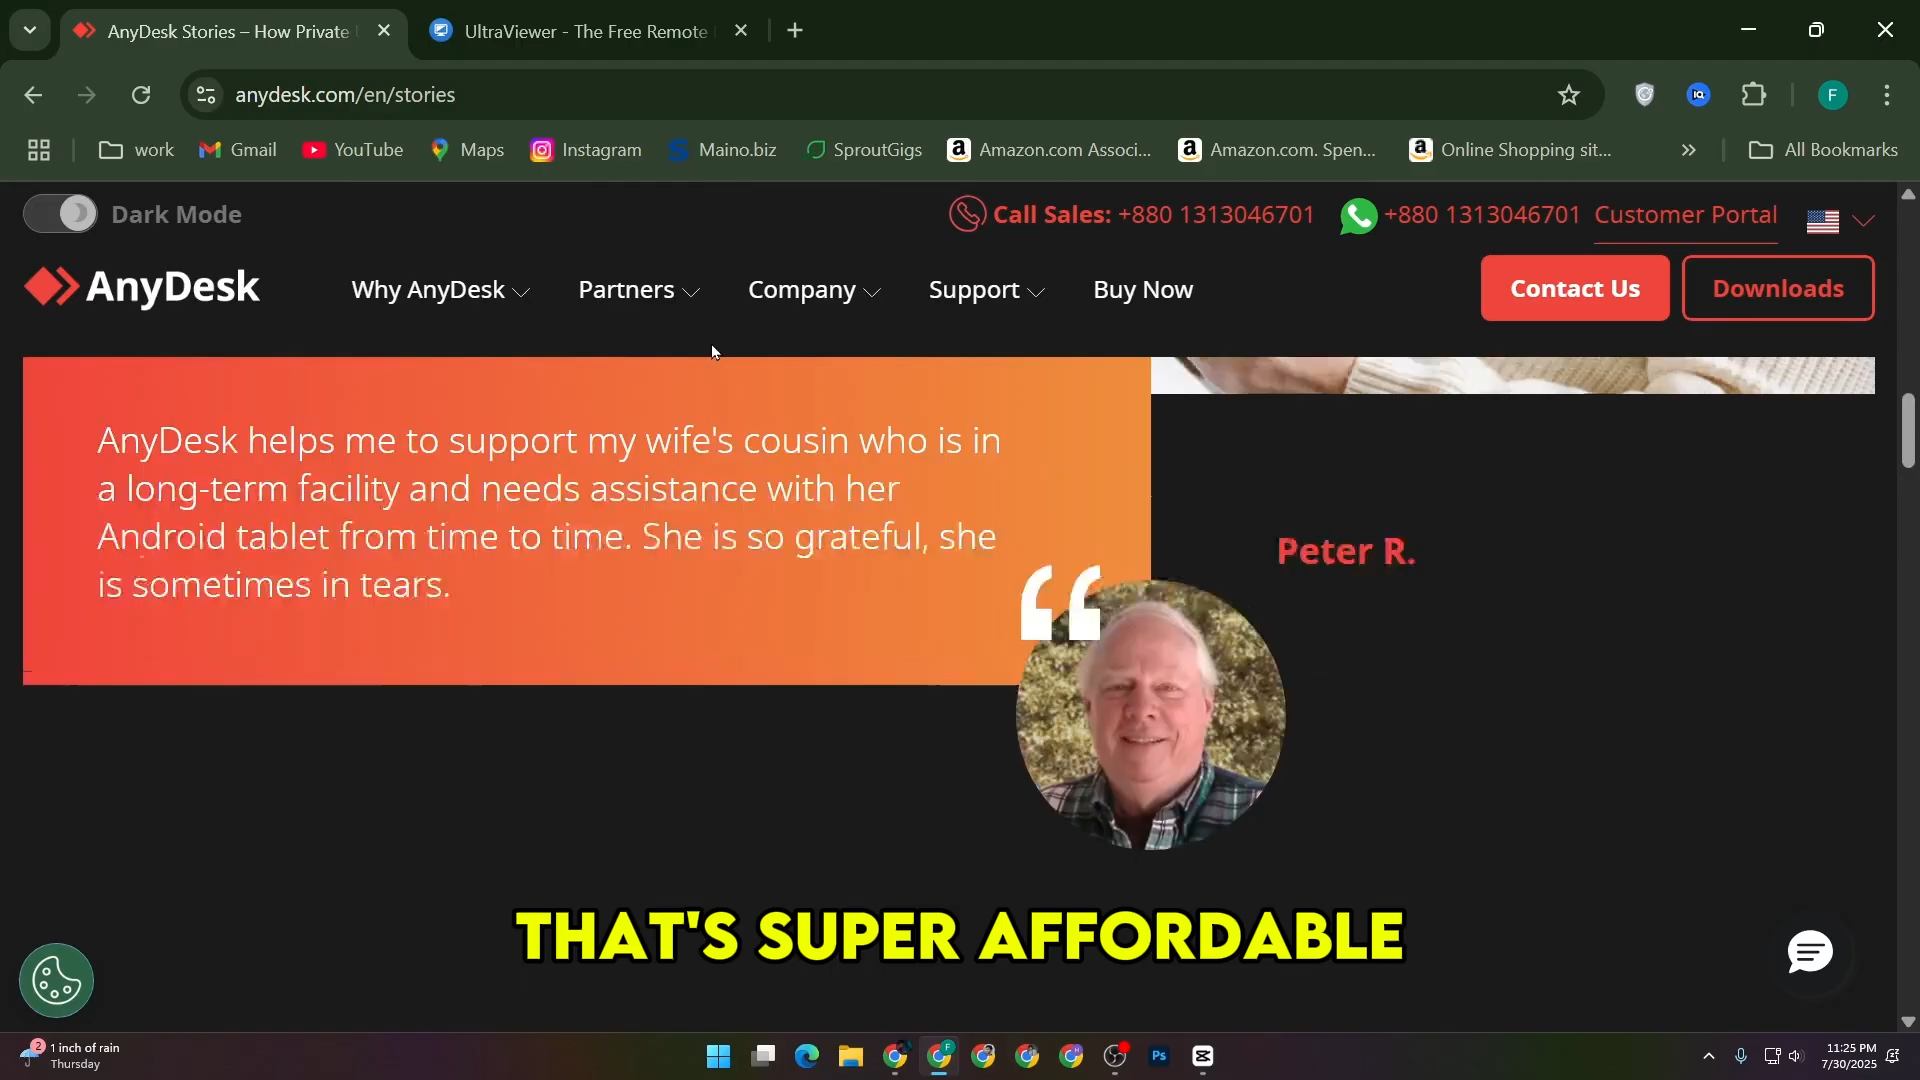 AnyDesk Stories – How Private
UltraViewer - The Free Remote
anydesk.com/en/stories
F
work
Gmail
YouTube
Maps
Instagram
Maino.biz
SproutGigs
Amazon.com Associ...
Amazon.com. Spen...
Online Shopping sit...
All Bookmarks
Dark Mode
Call Sales: +880 1313046701
+880 1313046701
Customer Portal
AnyDesk
Why AnyDesk
Partners
Company
Support
Buy Now
Contact Us
Downloads
AnyDesk helps me to support my wife's cousin who is in
a long-term facility and needs assistance with her
Android tablet from time to time. She is so grateful, she
is sometimes in tears.
Peter R.
THAT'S SUPER AFFORDABLE
2
1 inch of rain
Thursday
F
Ps
11:25 PM
7/30/2025